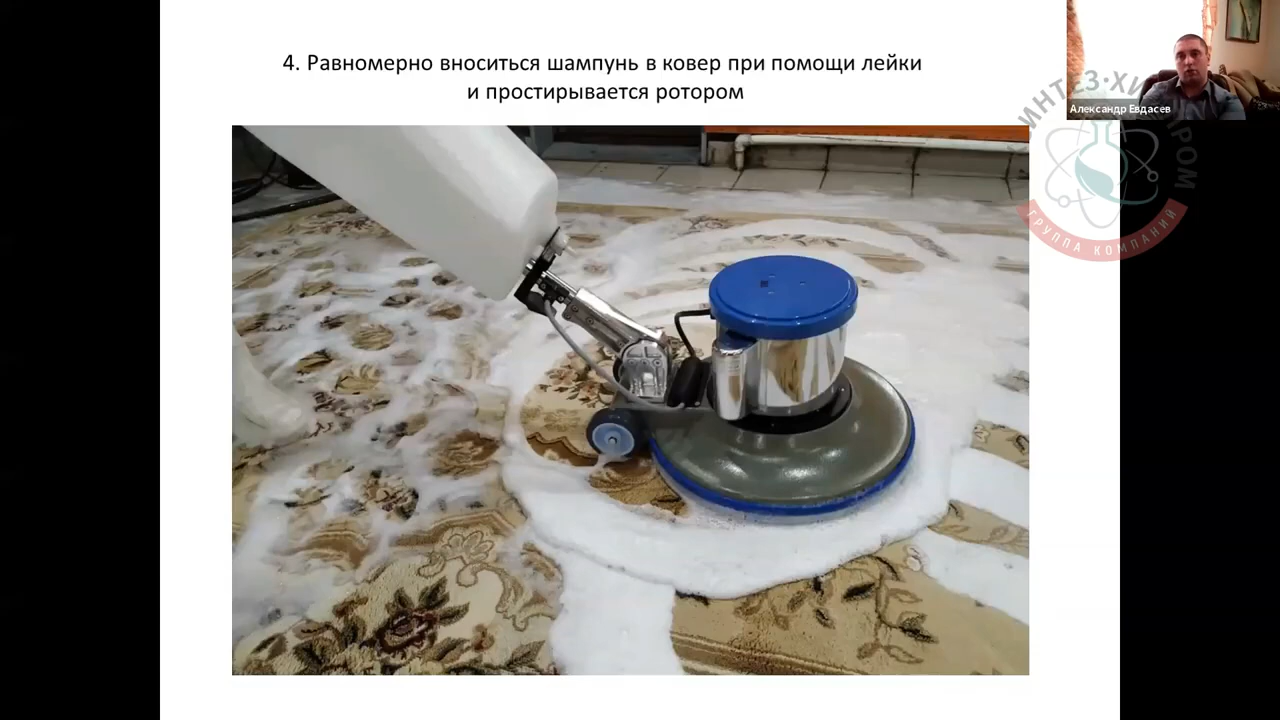 4. Равномерно вноситься шампунь в ковер при помощи лейки
и простирывается ротором
Александр Евдасев
ГРУППА КОМПАНИЙ